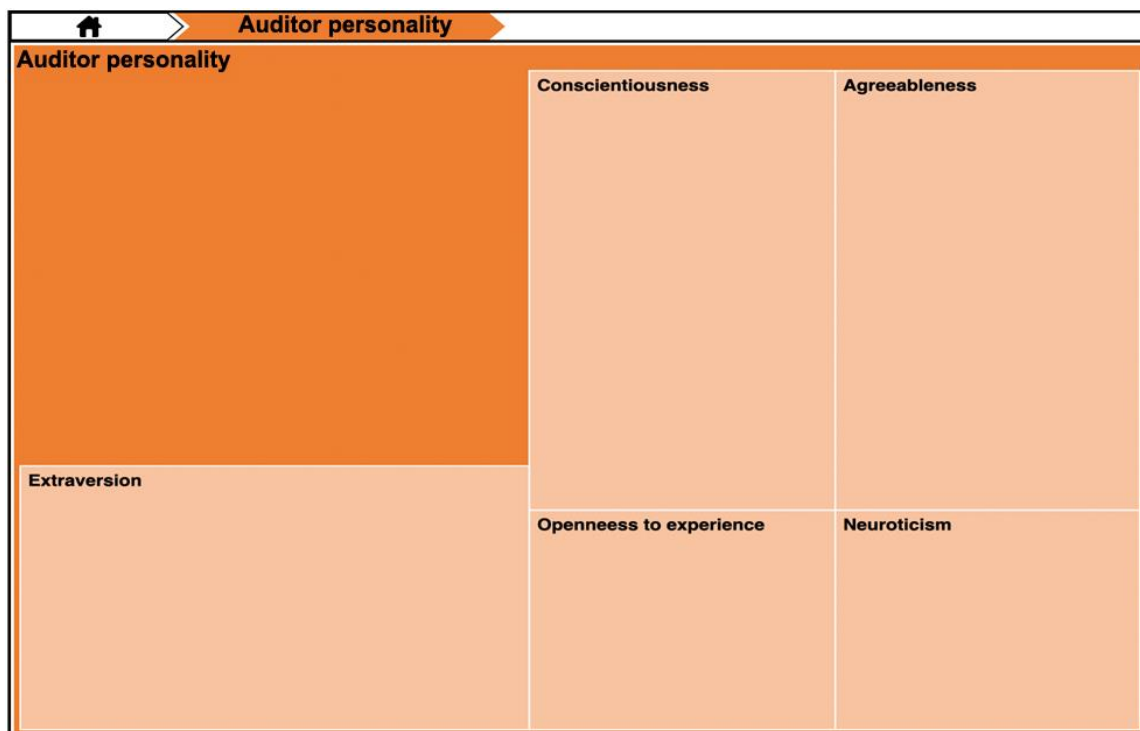 Auditor personality
Auditor personality
Conscientiousness
Agreeableness
Extraversion
Openneess to experience
Neuroticism